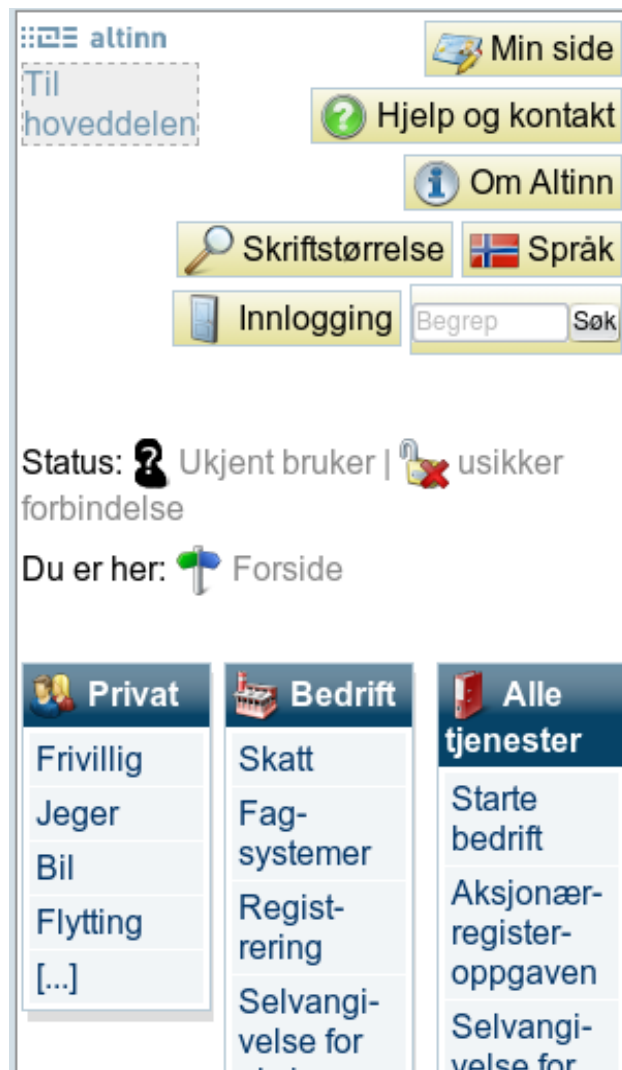 altinn
Til
hoveddelen
Min side
Hjelp og kontakt
Om Altinn
Skriftstørrelse
Språk
Innlogging
Begrep
Søk
Status: Ukjent bruker | usikker
forbindelse
Du er her: Forside
Privat
Frivillig
Jeger
Bil
Flytting
[...]
Bedrift
Skatt
Fag-
systemer
Regist-
rering
Selvangi-
velse for
Alle
tjenester
Starte
bedrift
Aksjonær-
register-
oppgaven
Selvangi-
velse for